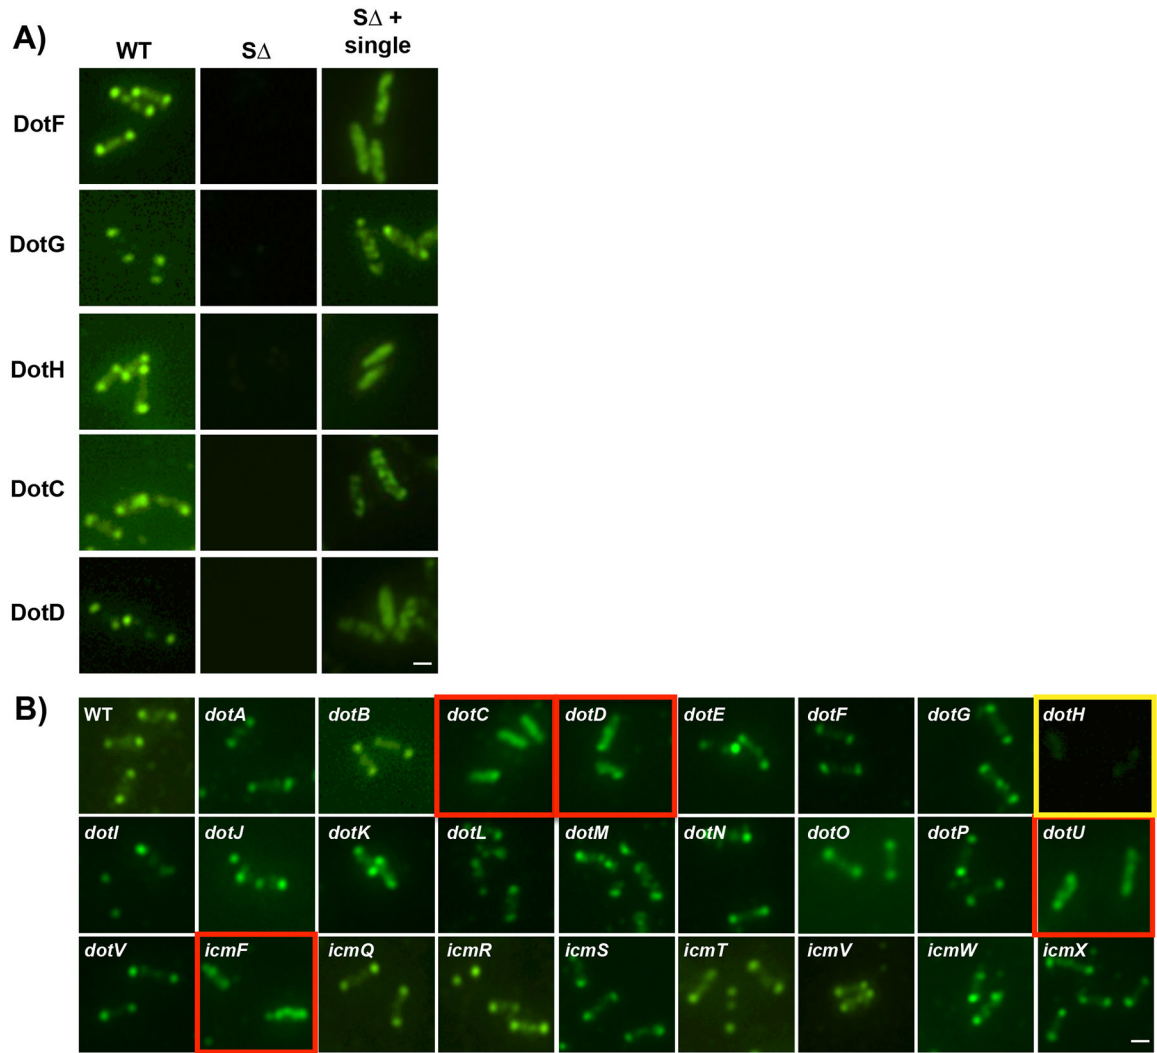 A)
WT SΔ SΔ + single
DotF
DotG
DotH
DotC
DotD
B)
WT dotA dotB dotC dotD dotE dotF dotG dotH
dotI dotJ dotK dotL dotM dotN dotO dotP dotU
dotV icmF icmQ icmR icmS icmT icmV icmW icmX